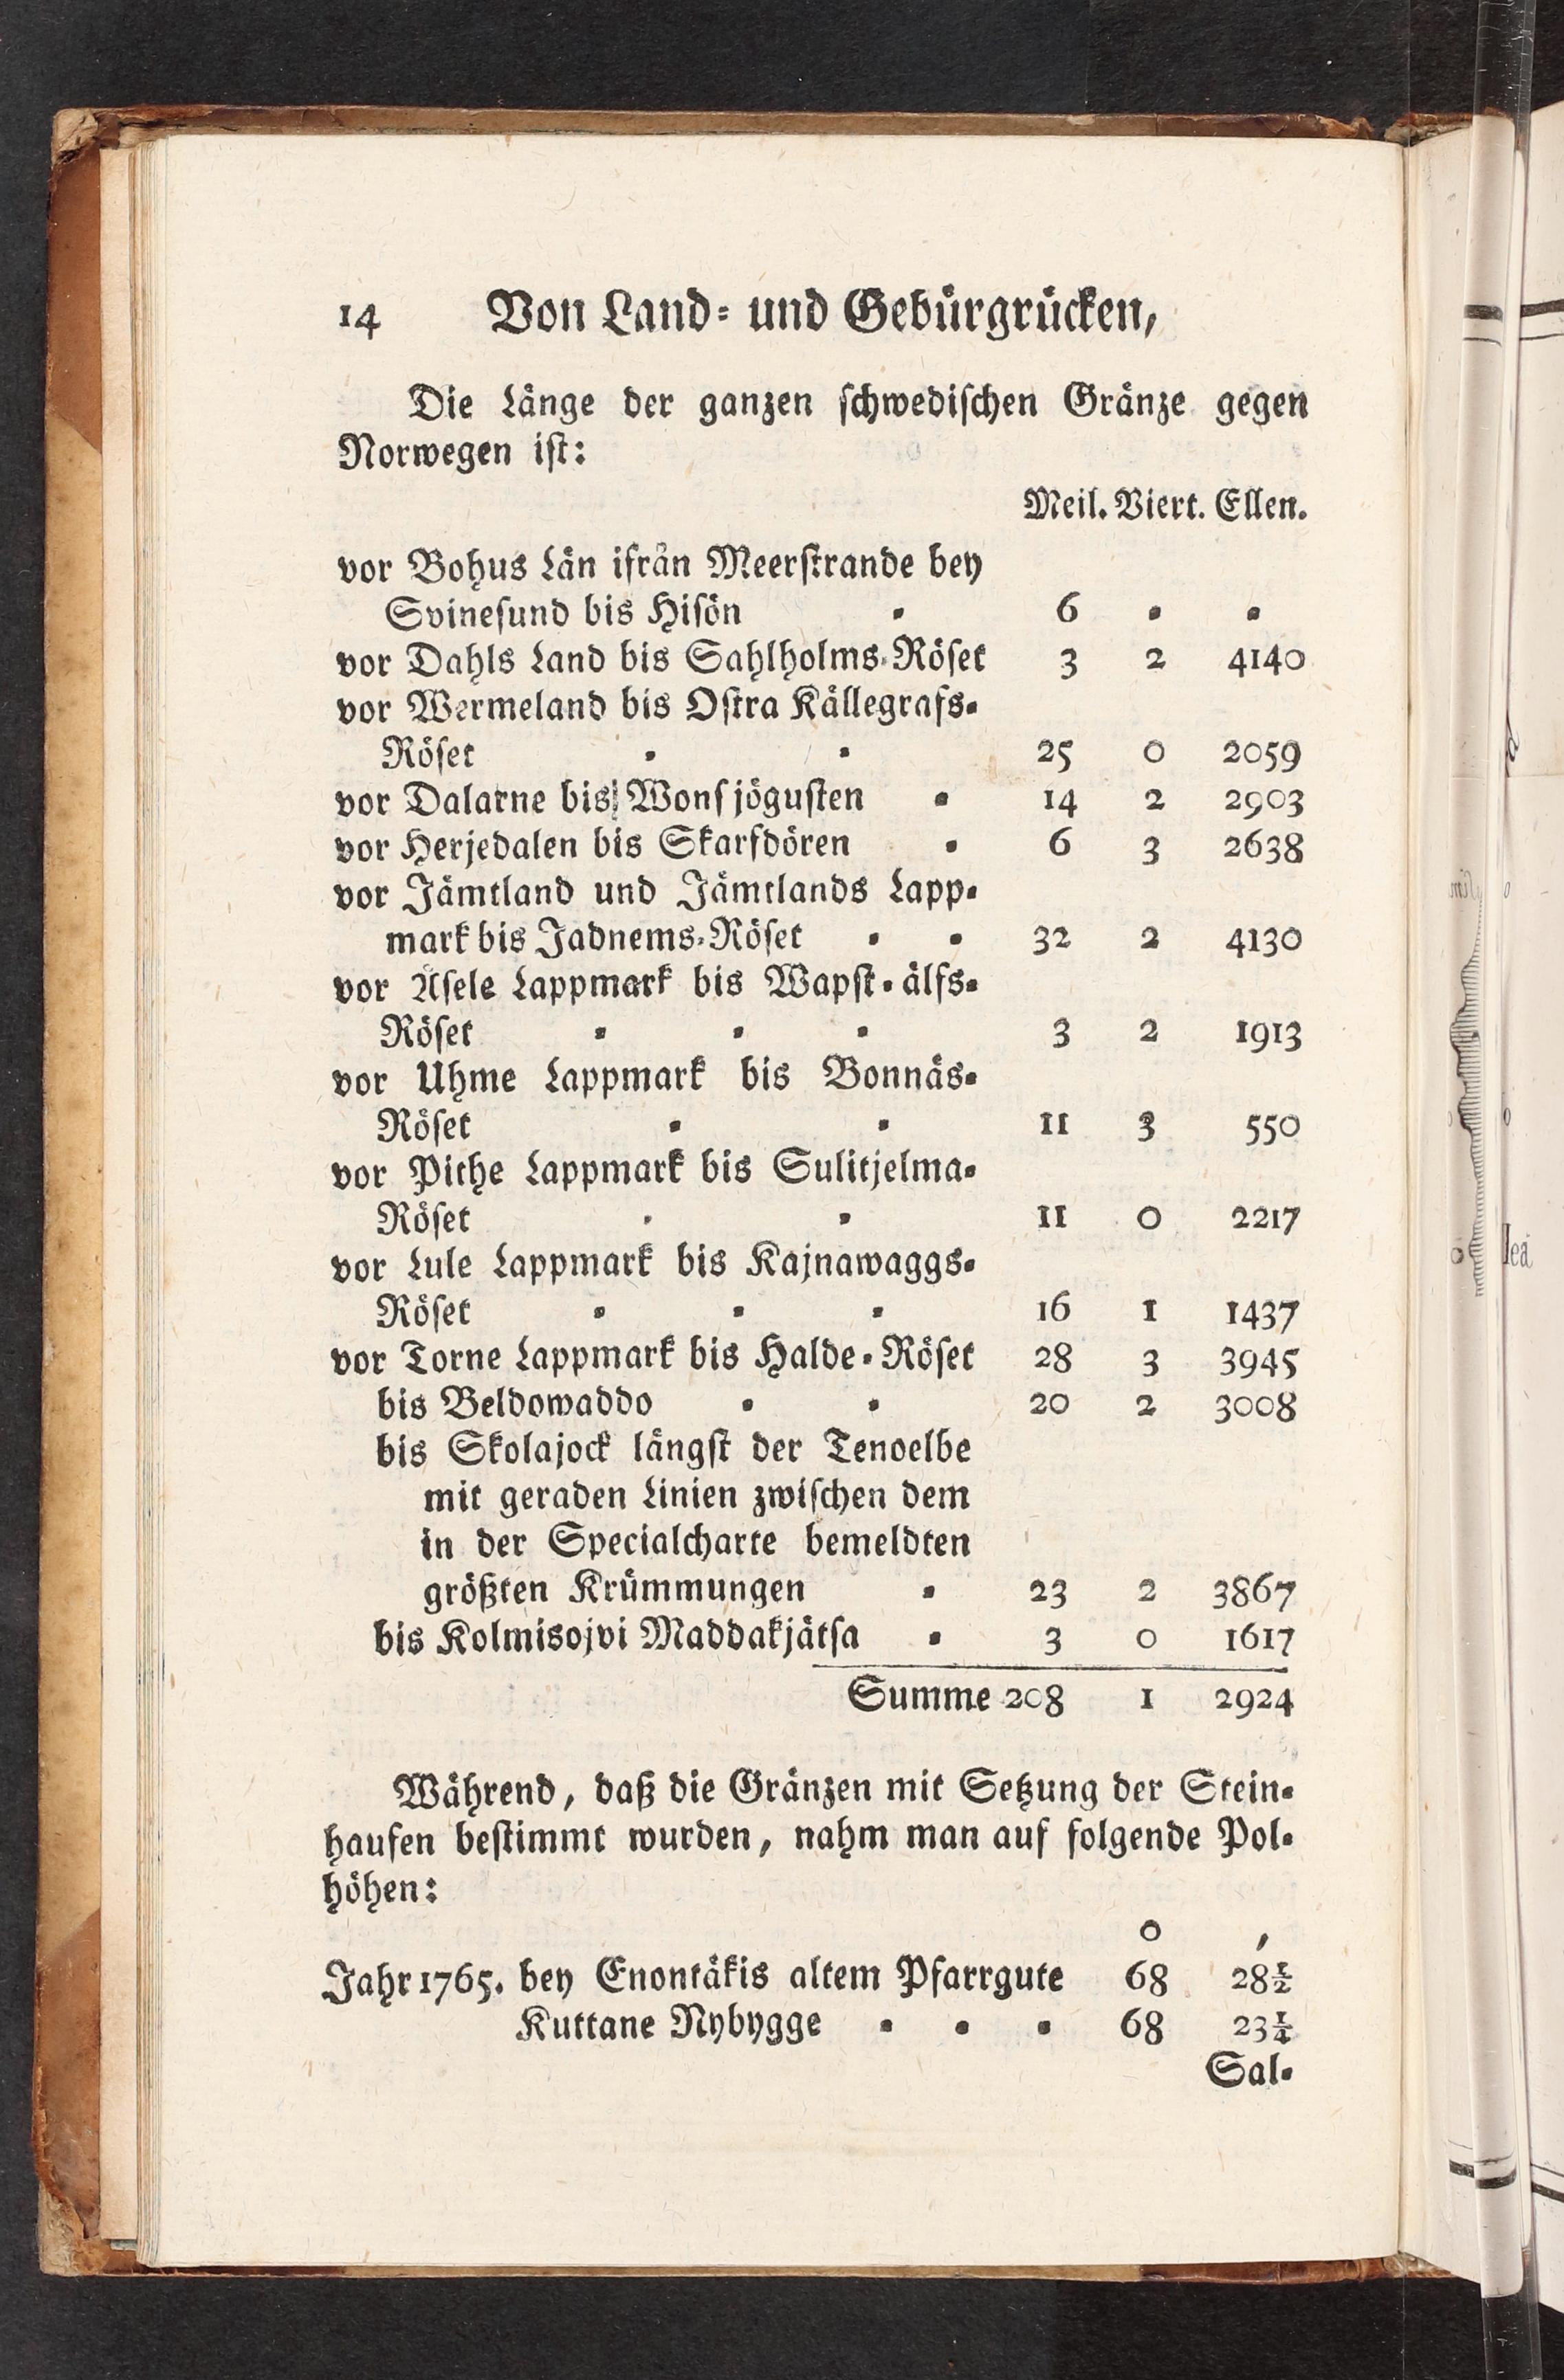 14 Von Land- und Gebürgrücken,
Die Länge der ganzen schwedischen Gränze gegen
Norwegen ist:
Meil. Viert. Ellen.
vor Bohus Län ifrån Meerstrande bey
Svinesund bis Hisön - 6 - -
vor Dahls Land bis Sahlholms-Röset 3 2 4140
vor Wermeland bis Ostra Källegrafs-
Röset - - 25 0 2059
vor Dalarne bis Wonsjögusten - 14 2 2903
vor Herjedalen bis Skarfdören - 6 3 2638
vor Jämtland und Jämtlands Lapp-
mark bis Jadnems-Röset - - 32 2 4130
vor Åsele Lappmark bis Wapst-älfs-
Röset - - - 3 2 1913
vor Uhme Lappmark bis Bonnäs-
Röset - - 11 3 550
vor Pithe Lappmark bis Sulitjelma-
Röset - - 11 0 2217
vor Lule Lappmark bis Kajnawaggs-
Röset - - - 16 1 1437
vor Torne Lappmark bis Halde-Röset 28 3 3945
bis Beldowaddo - - 20 2 3008
bis Skolajock längst der Tenoelbe
mit geraden Linien zwischen dem
in der Specialcharte bemeldten
größten Krümmungen - 23 2 3867
bis Kolmisojvi Maddakjätsa - 3 0 1617
Summe 208 1 2924
Während, daß die Gränzen mit Setzung der Stein-
haufen bestimmt wurden, nahm man auf folgende Pol-
höhen:
o ,
Jahr 1765. bey Enontäkis altem Pfarrgute 68 28½
Kuttane Nybygge - - - 68 23¼
Sal-